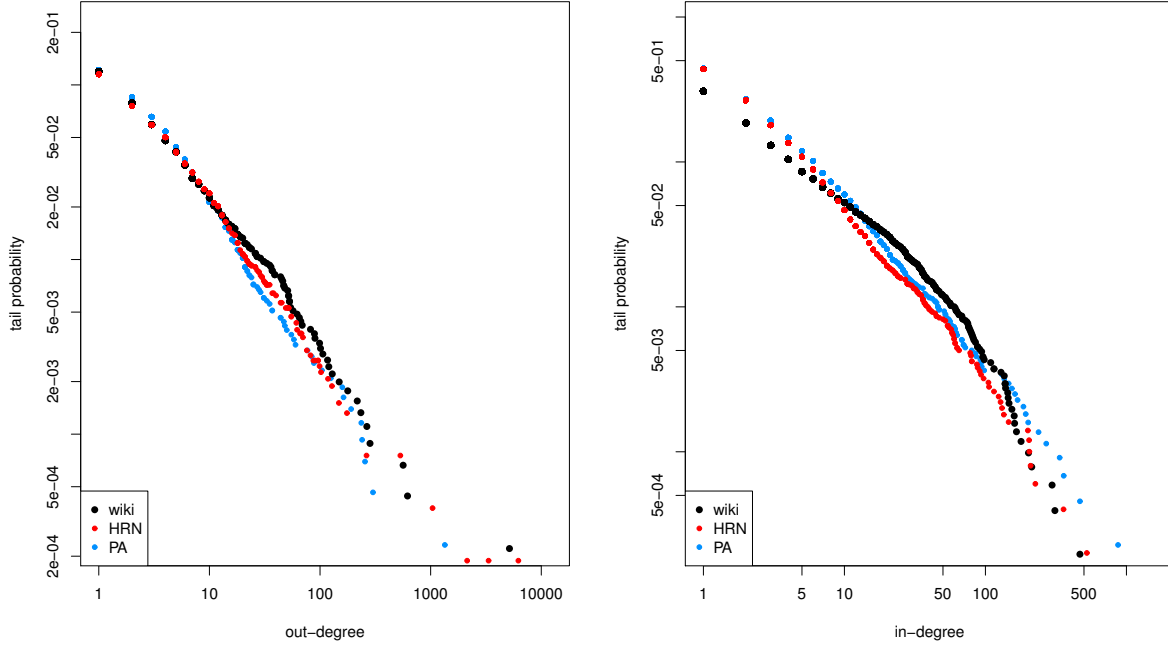 tail probability
2e−01
5e−02
2e−02
5e−03
2e−03
5e−04
2e−04
wiki
HRN
PA
1
10
100
1000
10000
out−degree
tail probability
5e−01
5e−02
5e−03
5e−04
wiki
HRN
PA
1
5
10
50
100
500
in−degree